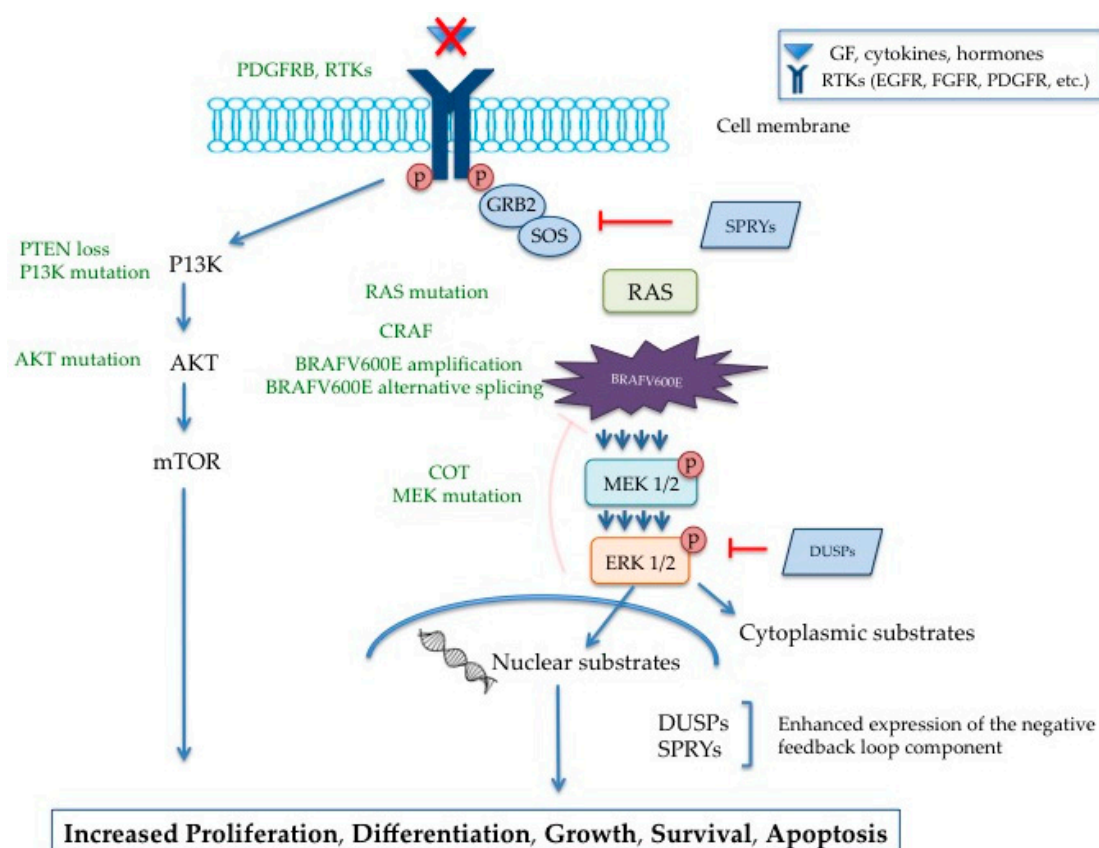 GF, cytokines, hormones
RTKs (EGFR, FGFR, PDGFR, etc.)
PDGFRB, RTKs
Cell membrane
P
P
GRB2
SOS
SPRYs
PTEN loss
P13K mutation
P13K
RAS mutation
RAS
CRAF
AKT mutation
AKT
BRAFV600E amplification
BRAFV600E alternative splicing
BRAFV600E
mTOR
COT
MEK mutation
P
MEK 1/2
P
ERK 1/2
DUSPs
Cytoplasmic substrates
Nuclear substrates
DUSPs
SPRYs
Enhanced expression of the negative
feedback loop component
Increased Proliferation, Differentiation, Growth, Survival, Apoptosis